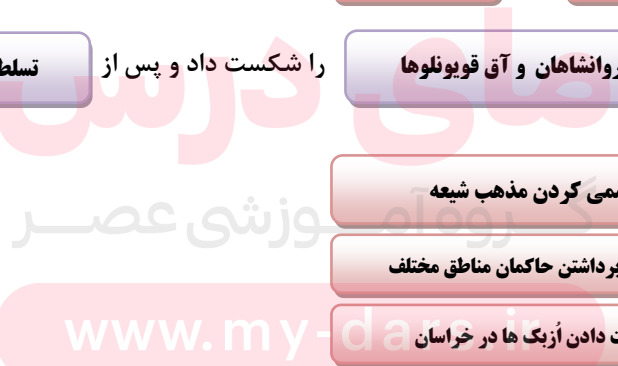 روانشاهان و آق قویونلوها را شکست داد و پس از تسلط
می کردن مذهب شیعه
گروه آموزشی عصر
برداشتن حاکمان مناطق مختلف
www.my-dars.ir
دادن اُزبک ها در خراسان